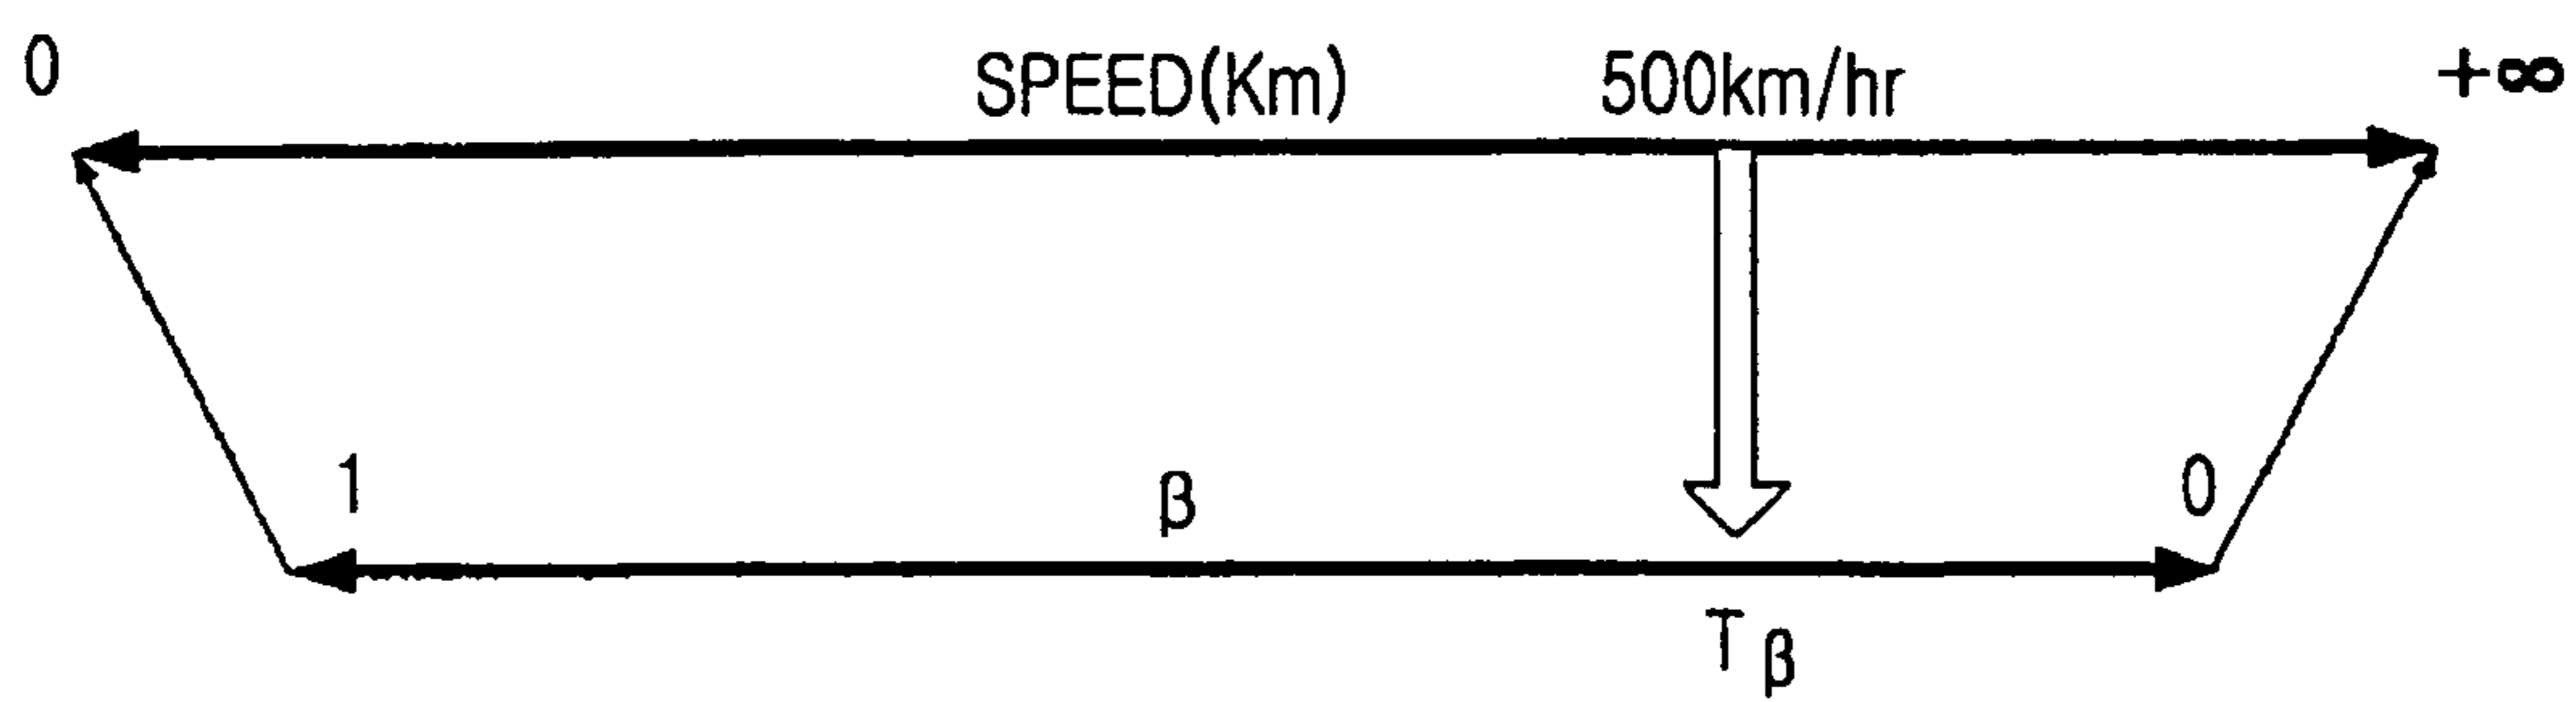 0 SPEED(Km) 500km/hr +∞
1 β 0
Tβ